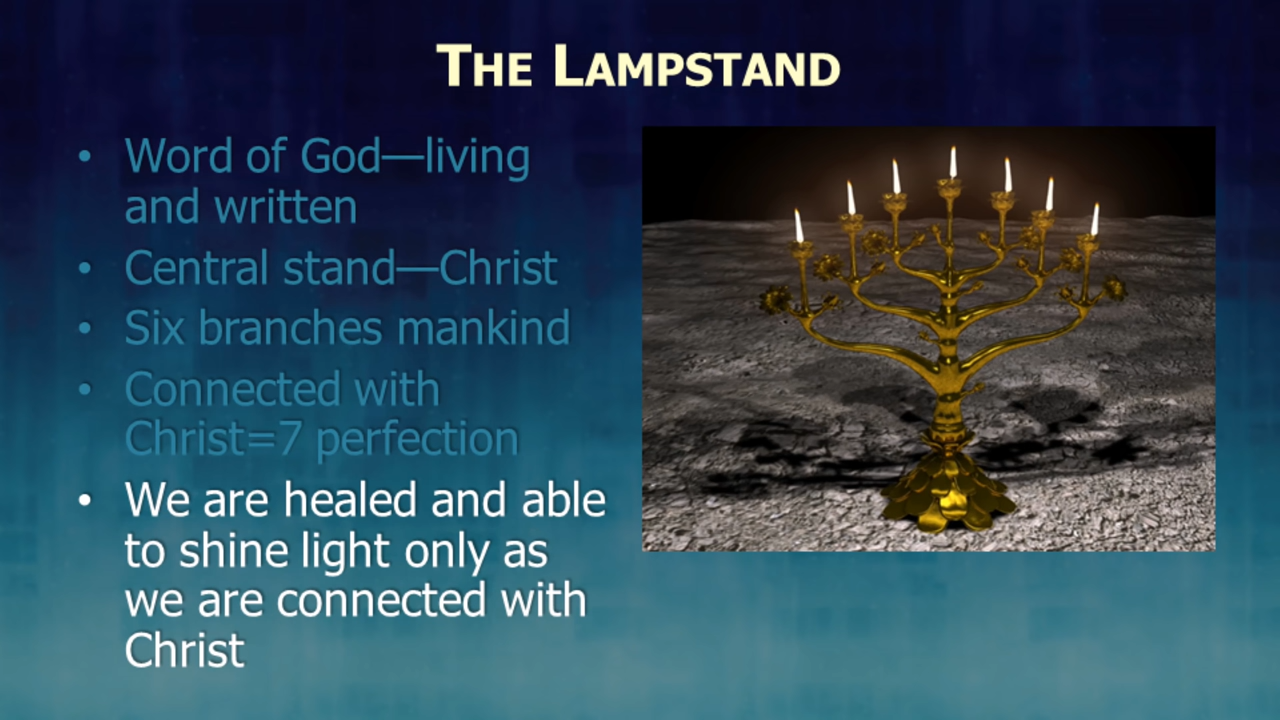 THE LAMPSTAND
• Word of God—living
and written
• Central stand—Christ
• Six branches mankind
• Connected with
Christ=7 perfection
• We are healed and able
to shine light only as
we are connected with
Christ